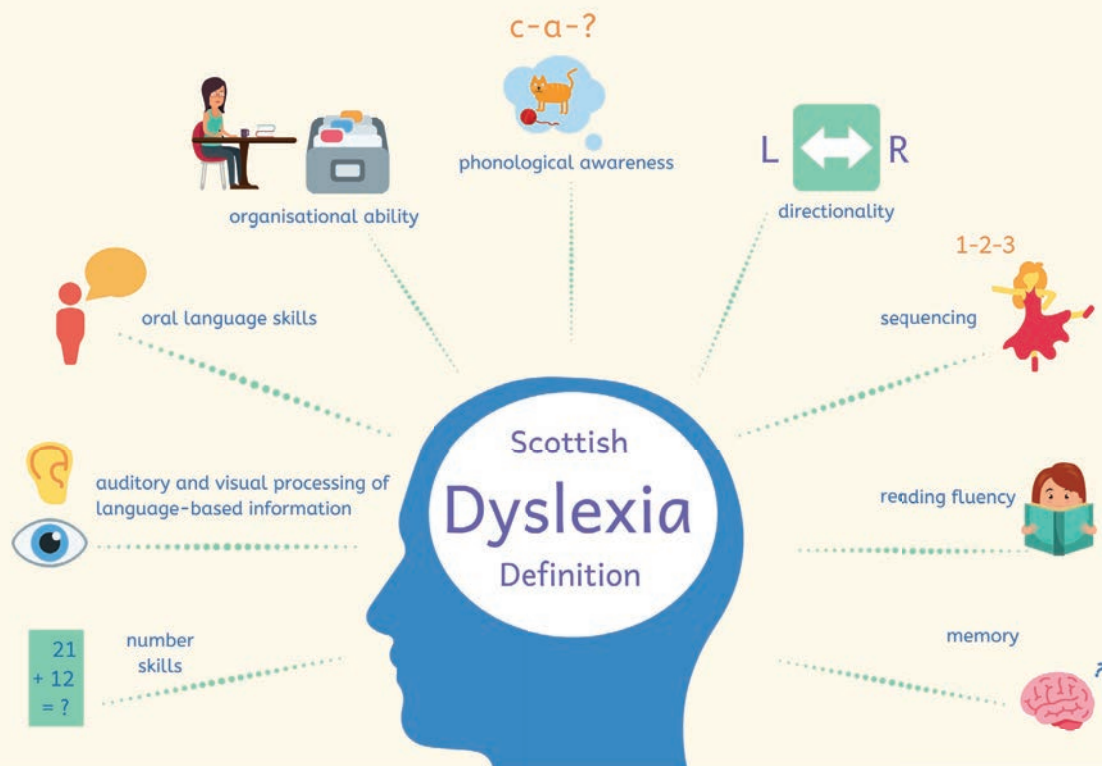 c-a-?
phonological awareness
organisational ability
L R
directionality
oral language skills
1-2-3
sequencing
Scottish
Dyslexia
Definition
auditory and visual processing of
language-based information
reading fluency
number
skills
21
+ 12
= ?
memory
?